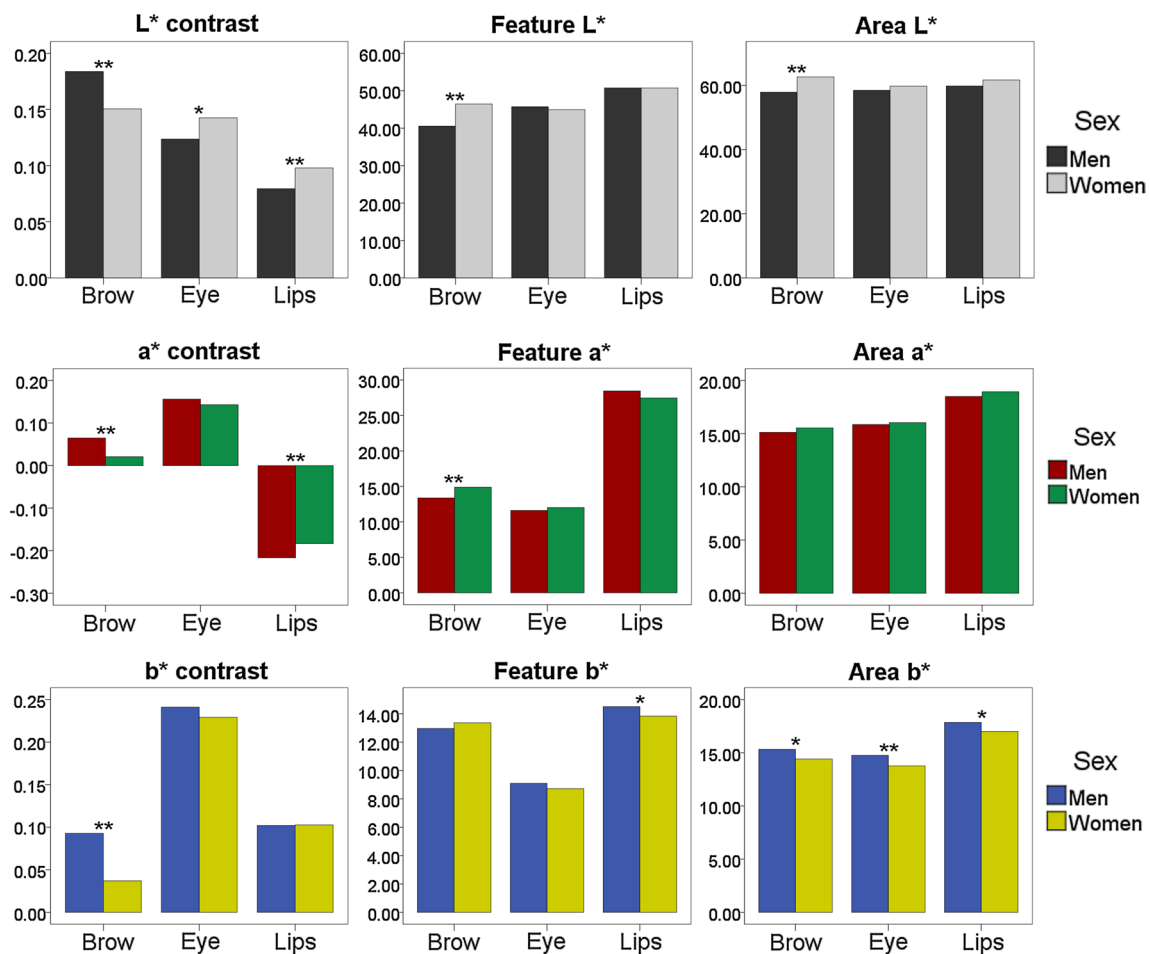 L* contrast
0.20
0.15
0.10
0.05
0.00
**
*
**
Brow Eye Lips
Feature L*
60.00
50.00
40.00
30.00
60.00
10.00
0.00
**
Brow Eye Lips
Area L*
60.00
40.00
60.00
0.00
**
Brow Eye Lips
Sex
Men
Women
a* contrast
0.20
0.10
0.00
-0.10
-0.20
-0.30
**
**
Brow Eye Lips
Feature a*
30.00
25.00
20.00
15.00
10.00
5.00
0.00
**
Brow Eye Lips
Area a*
20.00
15.00
10.00
5.00
0.00
Brow Eye Lips
Sex
Men
Women
b* contrast
0.25
0.20
0.15
0.10
0.05
0.00
**
Brow Eye Lips
Feature b*
14.00
12.00
10.00
8.00
6.00
4.00
12.00
0.00
*
Brow Eye Lips
Area b*
20.00
15.00
10.00
5.00
0.00
*
**
*
Brow Eye Lips
Sex
Men
Women